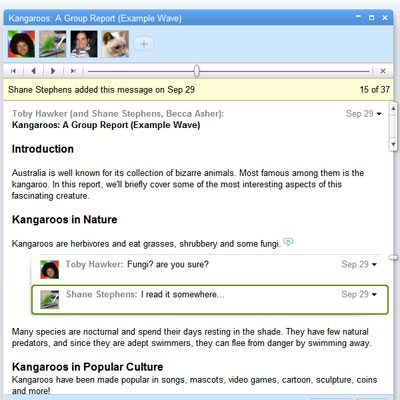 Kangaroos: A Group Report (Example Wave)
Shane Stephens added this message on Sep 29 15 of 37
Toby Hawker (and Shane Stephens, Becca Asher): Sep 29
Kangaroos: A Group Report (Example Wave)
Introduction
Australia is well known for its collection of bizarre animals. Most famous among them is the
kangaroo. In this report, we'll briefly cover some of the most interesting aspects of this
fascinating creature.
Kangaroos in Nature
Kangaroos are herbivores and eat grasses, shrubbery and some fungi.
Toby Hawker: Fungi? are you sure? Sep 29
Shane Stephens: I read it somewhere... Sep 29
Many species are nocturnal and spend their days resting in the shade. They have few natural
predators, and since they are adept swimmers, they can flee from danger by swimming away.
Kangaroos in Popular Culture
Kangaroos have been made popular in songs, mascots, video games, cartoon, sculpture, coins
and more!